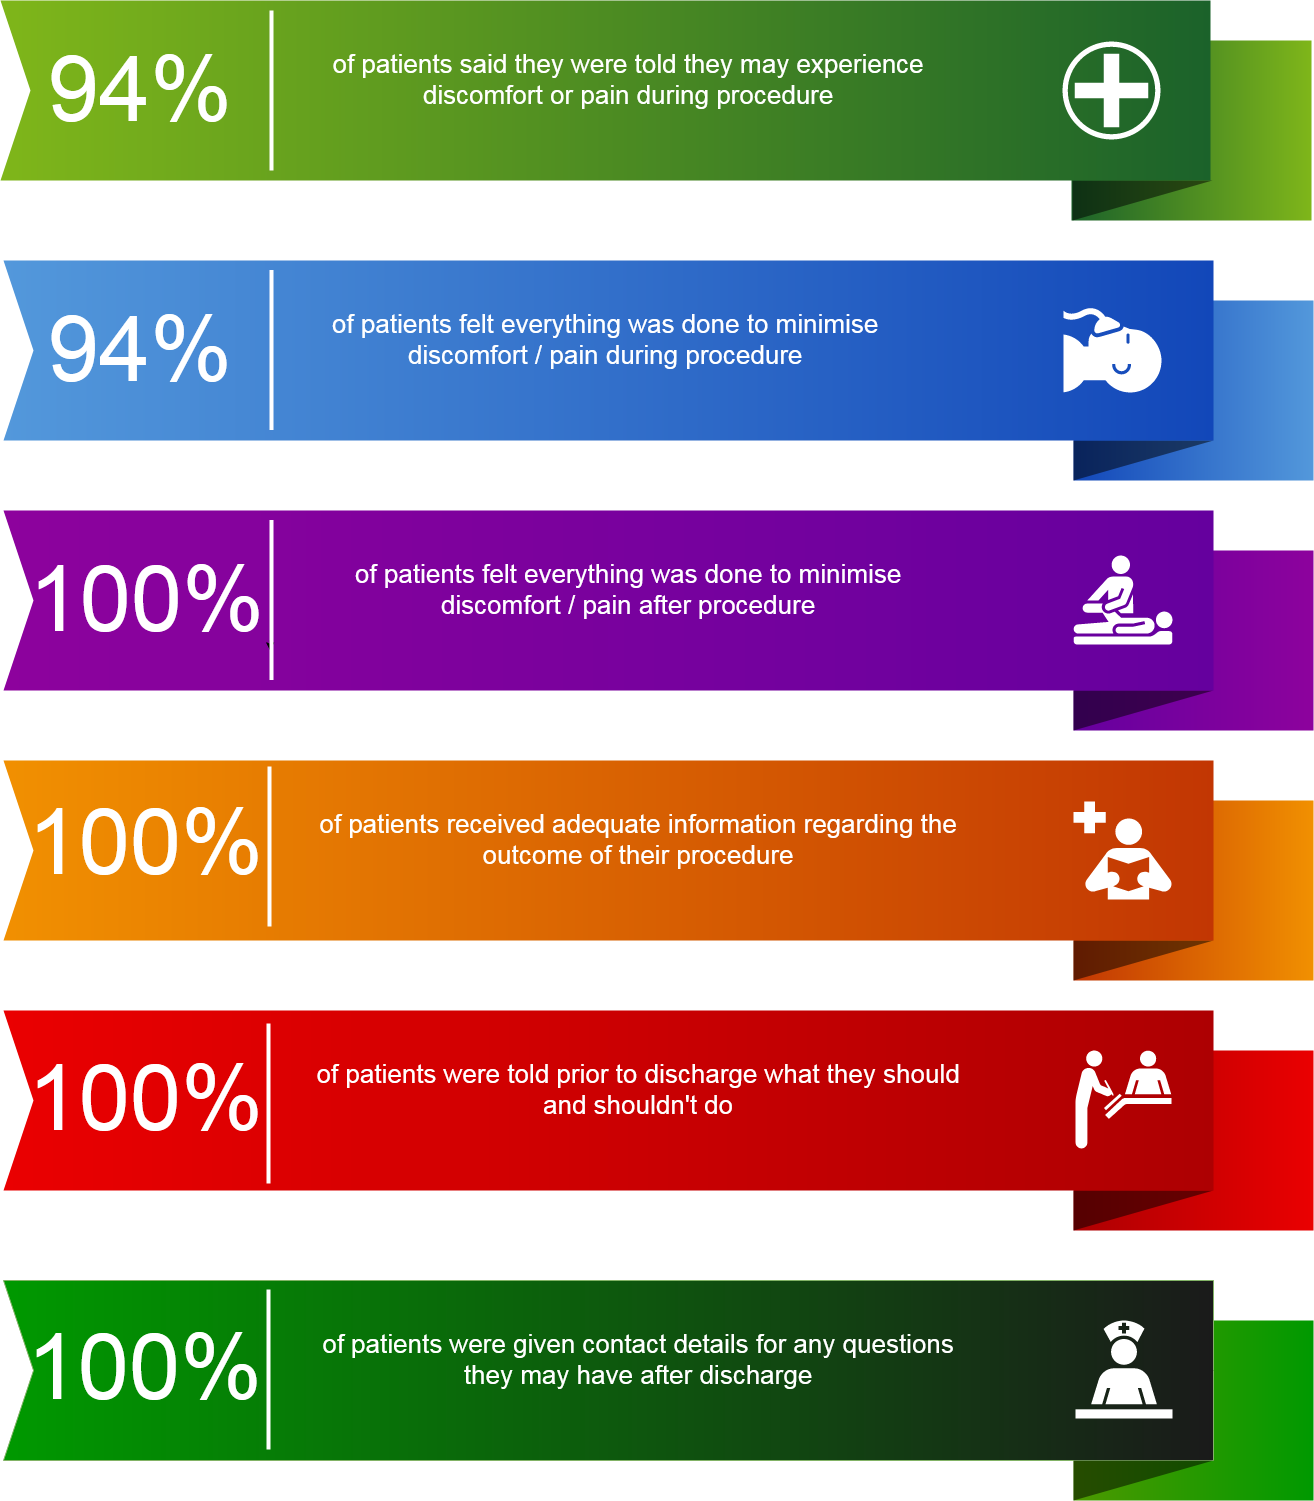 94%
of patients said they were told they may experience
discomfort or pain during procedure
94%
of patients felt everything was done to minimise
discomfort / pain during procedure
100%
of patients felt everything was done to minimise
discomfort / pain after procedure
100%
of patients received adequate information regarding the
outcome of their procedure
100%
of patients were told prior to discharge what they should
and shouldn't do
100%
of patients were given contact details for any questions
they may have after discharge